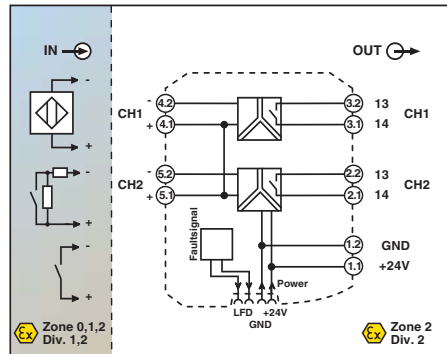 IN
OUT
-
+
-
+
-
+
CH1
- 4.2
+ 4.1
3.2 13
3.1 14
CH1
CH2
- 5.2
+ 5.1
2.2 13
2.1 14
CH2
Faultsignal
1.2 GND
1.1 +24V
Power
LFD +24V
GND
Ex Zone 0,1,2
Div. 1,2
Ex Zone 2
Div. 2